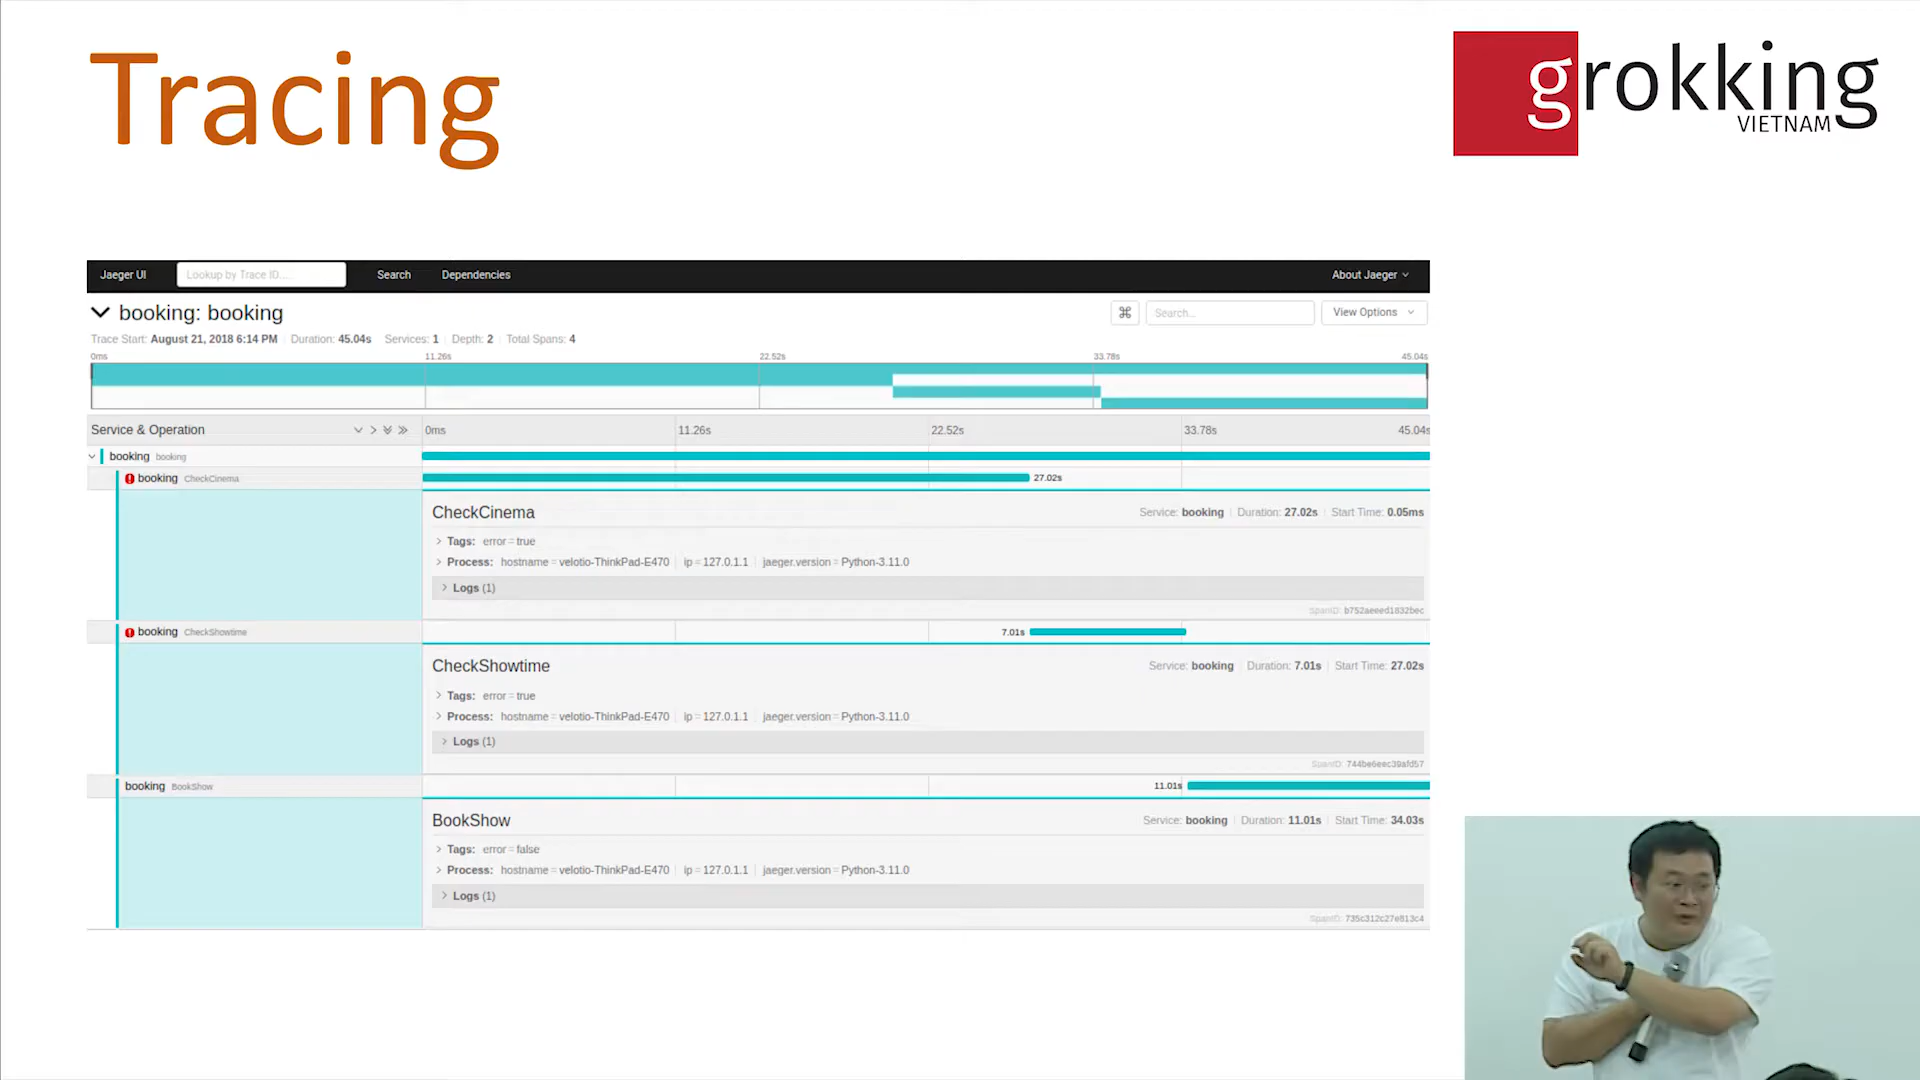 Tracing
grokking
VIETNAM
Jaeger UI Lookup by Trace ID... Search Dependencies About Jaeger
booking: booking ⌘ Search... View Options
Trace Start: August 21, 2018 6:14 PM Duration: 45.04s Services: 1 Depth: 2 Total Spans: 4
0ms 11.26s 22.52s 33.78s 45.04s
Service & Operation 0ms 11.26s 22.52s 33.78s 45.04s
booking booking
booking CheckCinema 27.02s
CheckCinema Service: booking Duration: 27.02s Start Time: 0.05ms
Tags: error = true
Process: hostname = velotio-ThinkPad-E470 ip = 127.0.1.1 jaeger.version = Python-3.11.0
Logs (1)
SpanID: b752aeeed1832bec
booking CheckShowtime 7.01s
CheckShowtime Service: booking Duration: 7.01s Start Time: 27.02s
Tags: error = true
Process: hostname = velotio-ThinkPad-E470 ip = 127.0.1.1 jaeger.version = Python-3.11.0
Logs (1)
SpanID: 744be6eec39afd57
booking BookShow 11.01s
BookShow Service: booking Duration: 11.01s Start Time: 34.03s
Tags: error = false
Process: hostname = velotio-ThinkPad-E470 ip = 127.0.1.1 jaeger.version = Python-3.11.0
Logs (1)
SpanID: 735c312c27e813c4